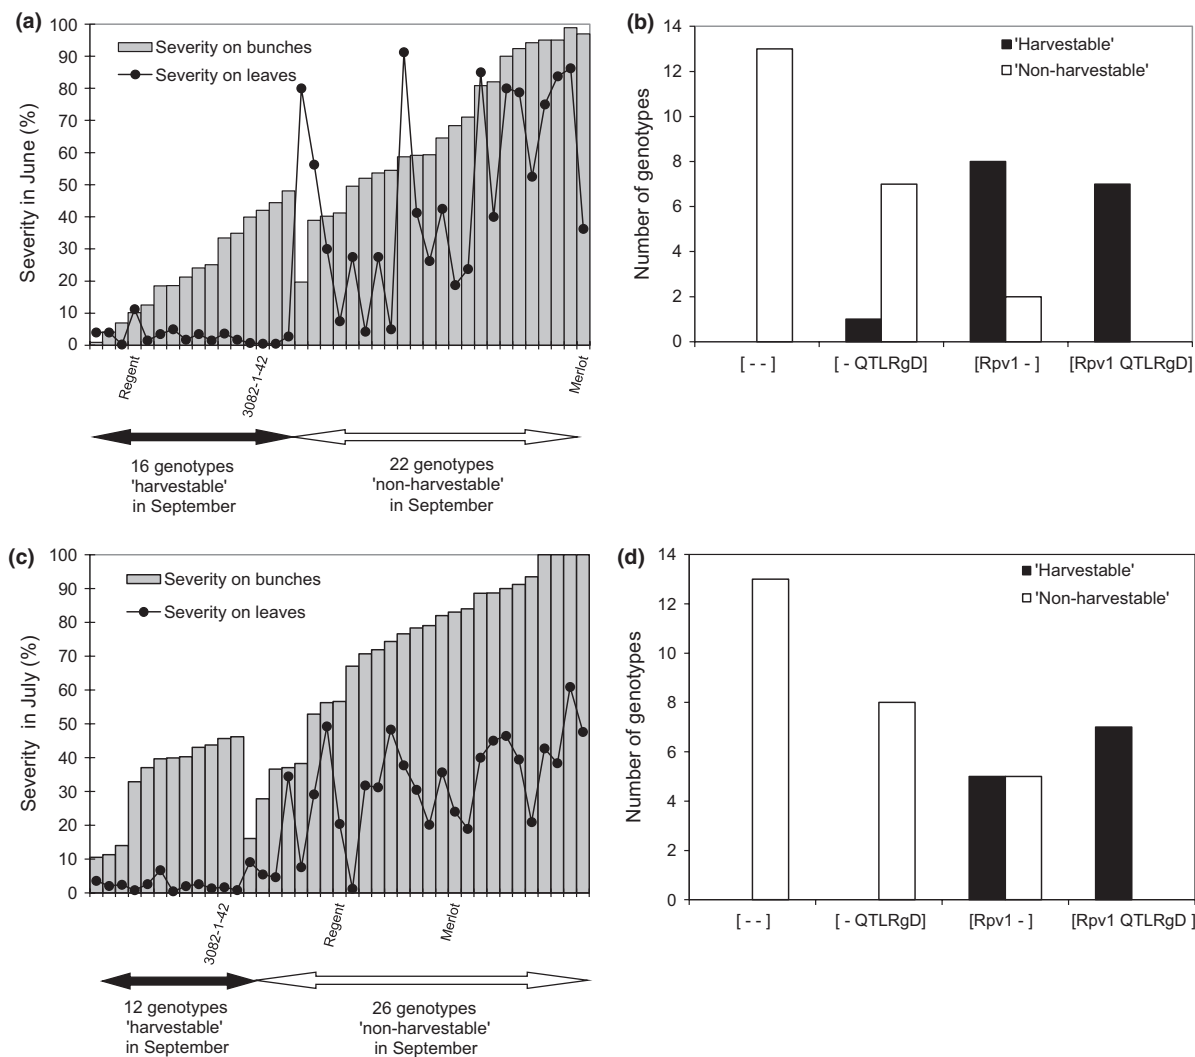 (a)
100
90
80
70
60
50
40
30
20
10
0
Severity in June (%)
Severity on bunches
Severity on leaves
Regent
3082-1-42
Merlot
16 genotypes
'harvestable'
in September
22 genotypes
'non-harvestable'
in September
(b)
14
12
10
8
6
4
2
0
Number of genotypes
'Harvestable'
'Non-harvestable'
[ - - ]
[ - QTLRgD]
[Rpv1 - ]
[Rpv1 QTLRgD]
(c)
100
90
80
70
60
50
40
30
20
10
0
Severity in July (%)
Severity on bunches
Severity on leaves
3082-1-42
Regent
Merlot
12 genotypes
'harvestable'
in September
26 genotypes
'non-harvestable'
in September
(d)
14
12
10
8
6
4
2
0
Number of genotypes
'Harvestable'
'Non-harvestable'
[ - - ]
[ - QTLRgD]
[Rpv1 - ]
[Rpv1 QTLRgD ]